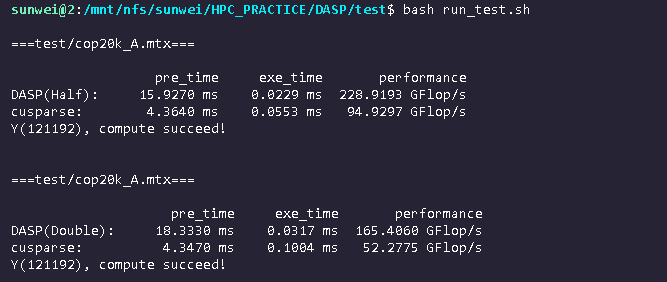 sunwei@2:/mnt/nfs/sunwei/HPC_PRACTICE/DASP/test$ bash run_test.sh
===test/cop20k_A.mtx===
pre_time exe_time performance
DASP(Half): 15.9270 ms 0.0229 ms 228.9193 GFlop/s
cusparse: 4.3640 ms 0.0553 ms 94.9297 GFlop/s
Y(121192), compute succeed!
===test/cop20k_A.mtx===
pre_time exe_time performance
DASP(Double): 18.3330 ms 0.0317 ms 165.4060 GFlop/s
cusparse: 4.3470 ms 0.1004 ms 52.2775 GFlop/s
Y(121192), compute succeed!